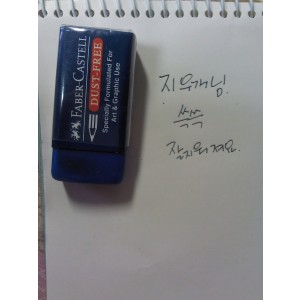 FABER-CASTELL
DUST-FREE
Specially Formulated For
Art & Graphic Use
지우개님.
쓱쓱
잘지워져요.